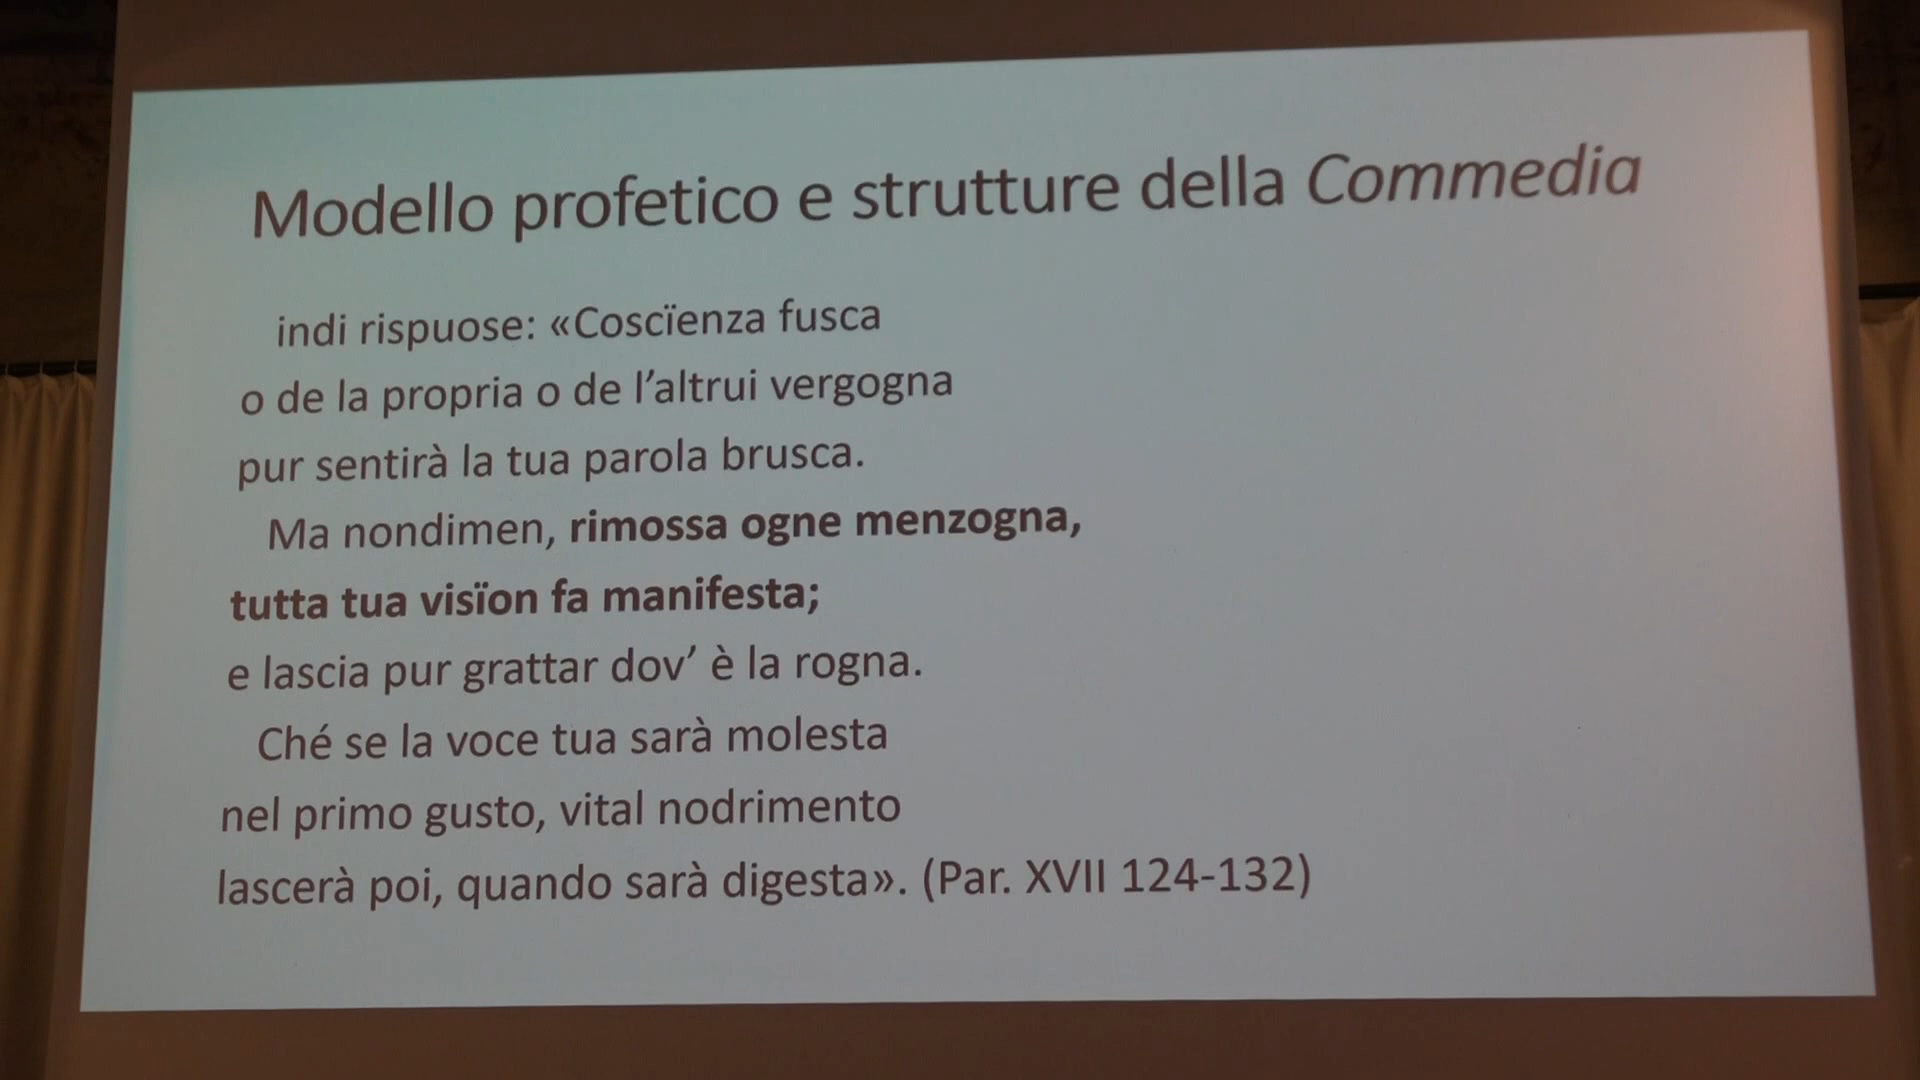 Modello profetico e strutture della Commedia
indi rispuose: «Coscïenza fusca
o de la propria o de l’altrui vergogna
pur sentirà la tua parola brusca.
Ma nondimen, rimossa ogne menzogna,
tutta tua visïon fa manifesta;
e lascia pur grattar dov’ è la rogna.
Ché se la voce tua sarà molesta
nel primo gusto, vital nodrimento
lascerà poi, quando sarà digesta». (Par. XVII 124-132)